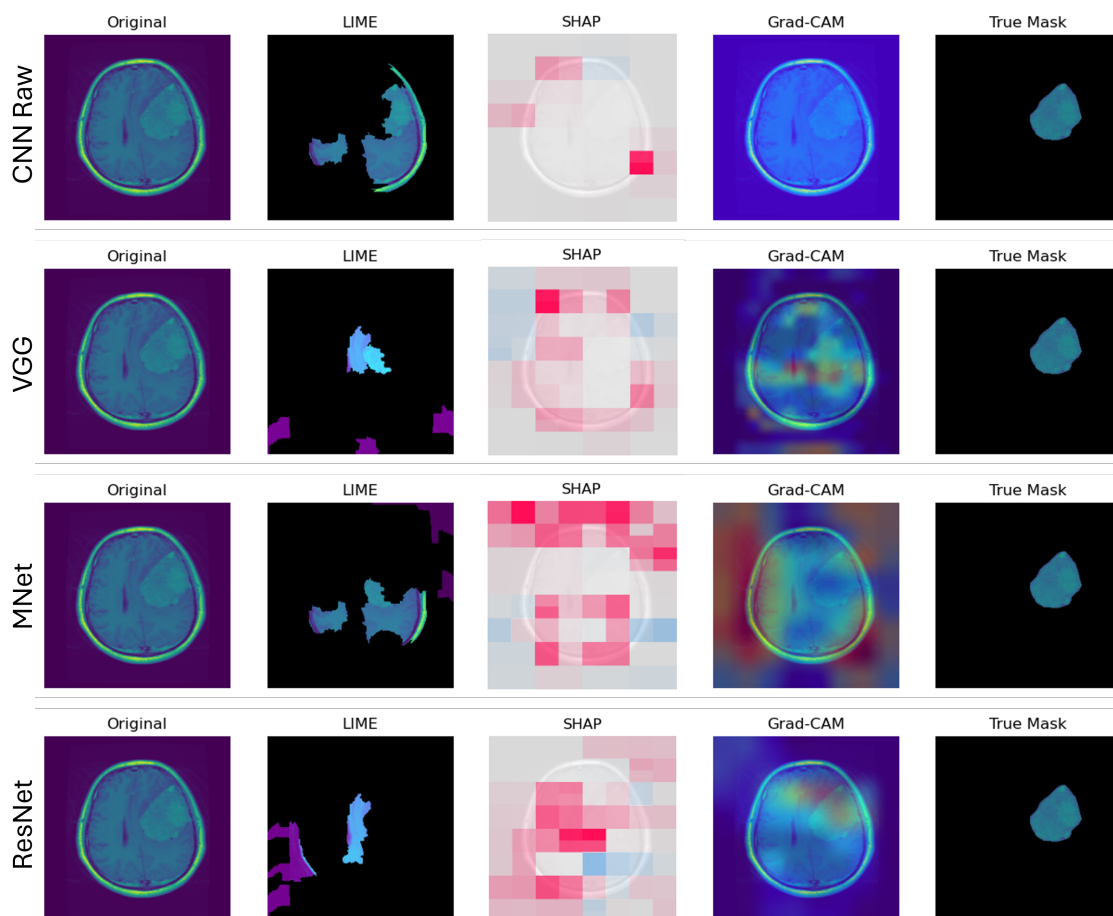 Original LIME SHAP Grad-CAM True Mask
CNN Raw
Original LIME SHAP Grad-CAM True Mask
VGG
Original LIME SHAP Grad-CAM True Mask
MNet
Original LIME SHAP Grad-CAM True Mask
ResNet